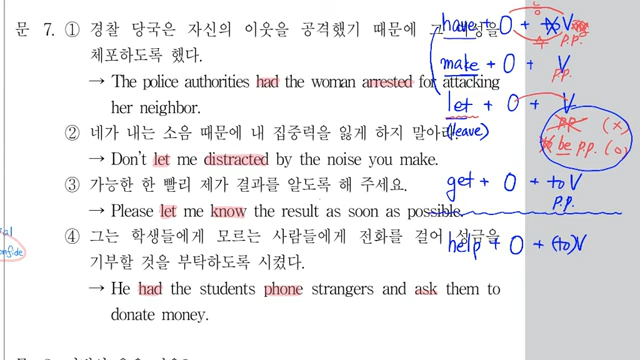 문 7. ① 경찰 당국은 자신의 이웃을 공격했기 때문에 그 여성을
체포하도록 했다.
→ The police authorities had the woman arrested for attacking
her neighbor.
② 네가 내는 소음 때문에 내 집중력을 잃게 하지 말아라.
→ Don't let me distracted by the noise you make.
③ 가능한 한 빨리 제가 결과를 알도록 해 주세요.
→ Please let me know the result as soon as possible.
④ 그는 학생들에게 모르는 사람들에게 전화를 걸어 성금을
기부할 것을 부탁하도록 시켰다.
→ He had the students phone strangers and ask them to
donate money.
능
have + O + to V
수 p.p.
make + O + V
p.p.
let + O + V
(leave)
p.p. (x)
be p.p. (o)
get + O + to V
p.p.
help + O + (to) V